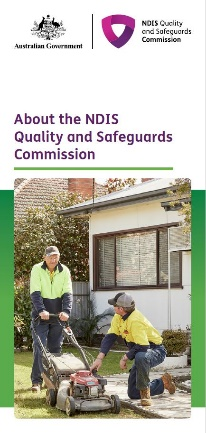 Australian Government
NDIS Quality
and Safeguards
Commission
About the NDIS
Quality and Safeguards
Commission